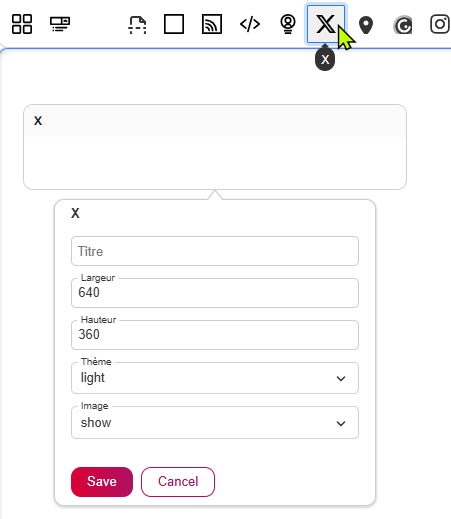 X
X
X
Titre
Largeur
640
Hauteur
360
Thème
light
Image
show
Save Cancel